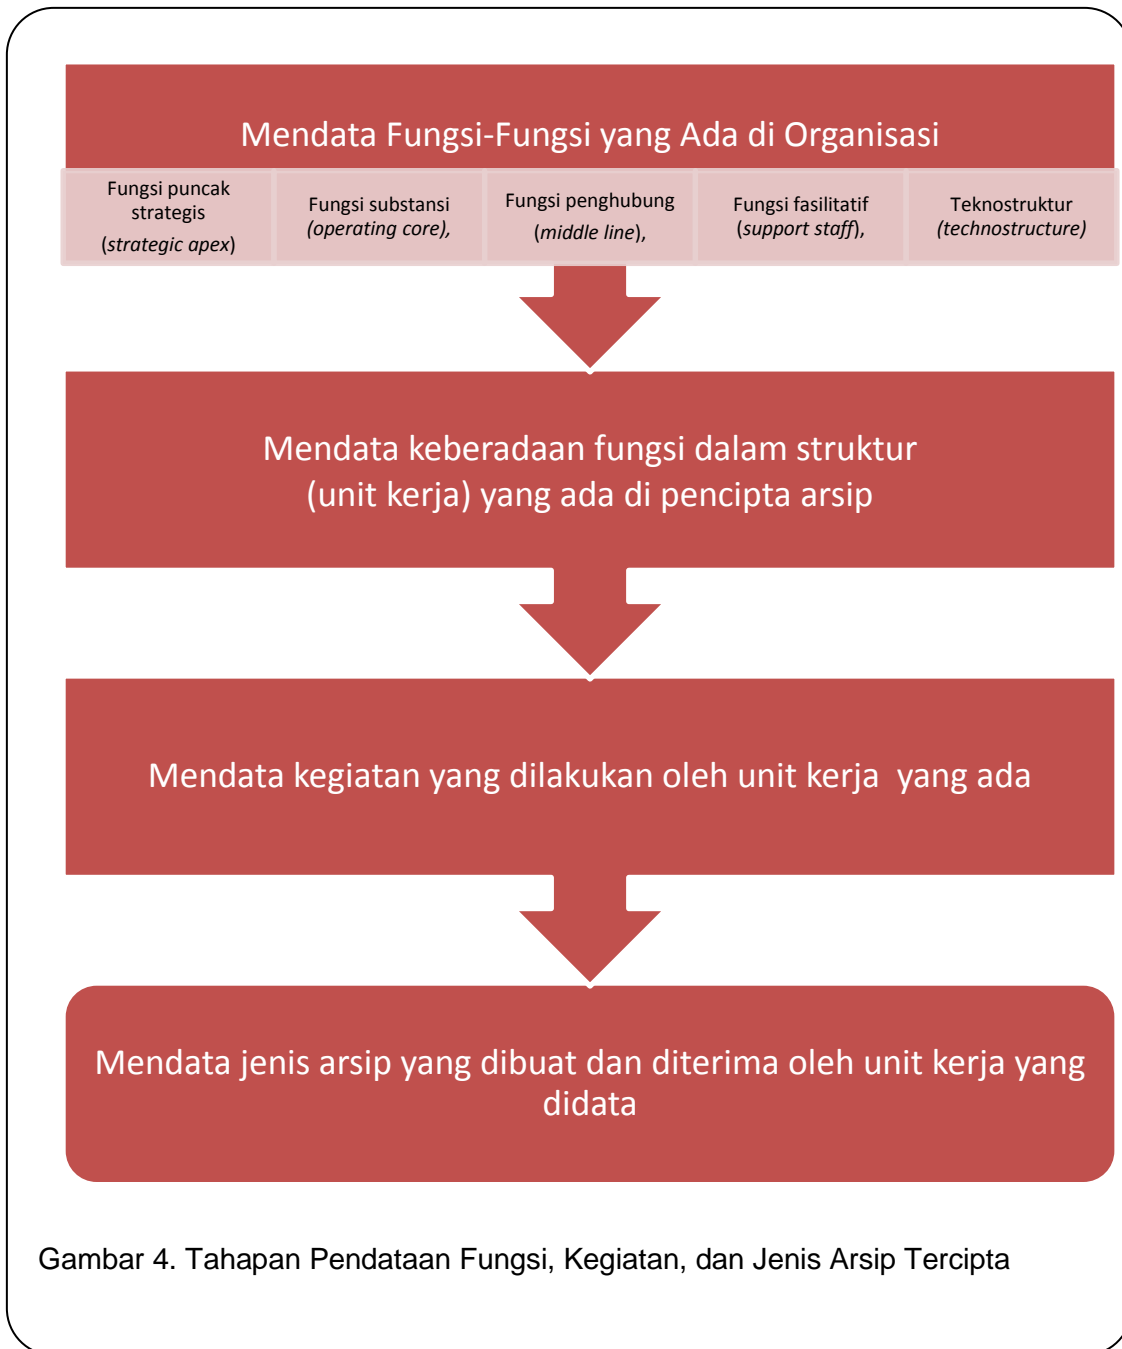 Mendata Fungsi-Fungsi yang Ada di Organisasi
Fungsi puncak
strategis
(strategic apex)
Fungsi substansi
(operating core),
Fungsi penghubung
(middle line),
Fungsi fasilitatif
(support staff),
Teknostruktur
(technostructure)
Mendata keberadaan fungsi dalam struktur
(unit kerja) yang ada di pencipta arsip
Mendata kegiatan yang dilakukan oleh unit kerja  yang ada
Mendata jenis arsip yang dibuat dan diterima oleh unit kerja yang
didata
Gambar 4. Tahapan Pendataan Fungsi, Kegiatan, dan Jenis Arsip Tercipta